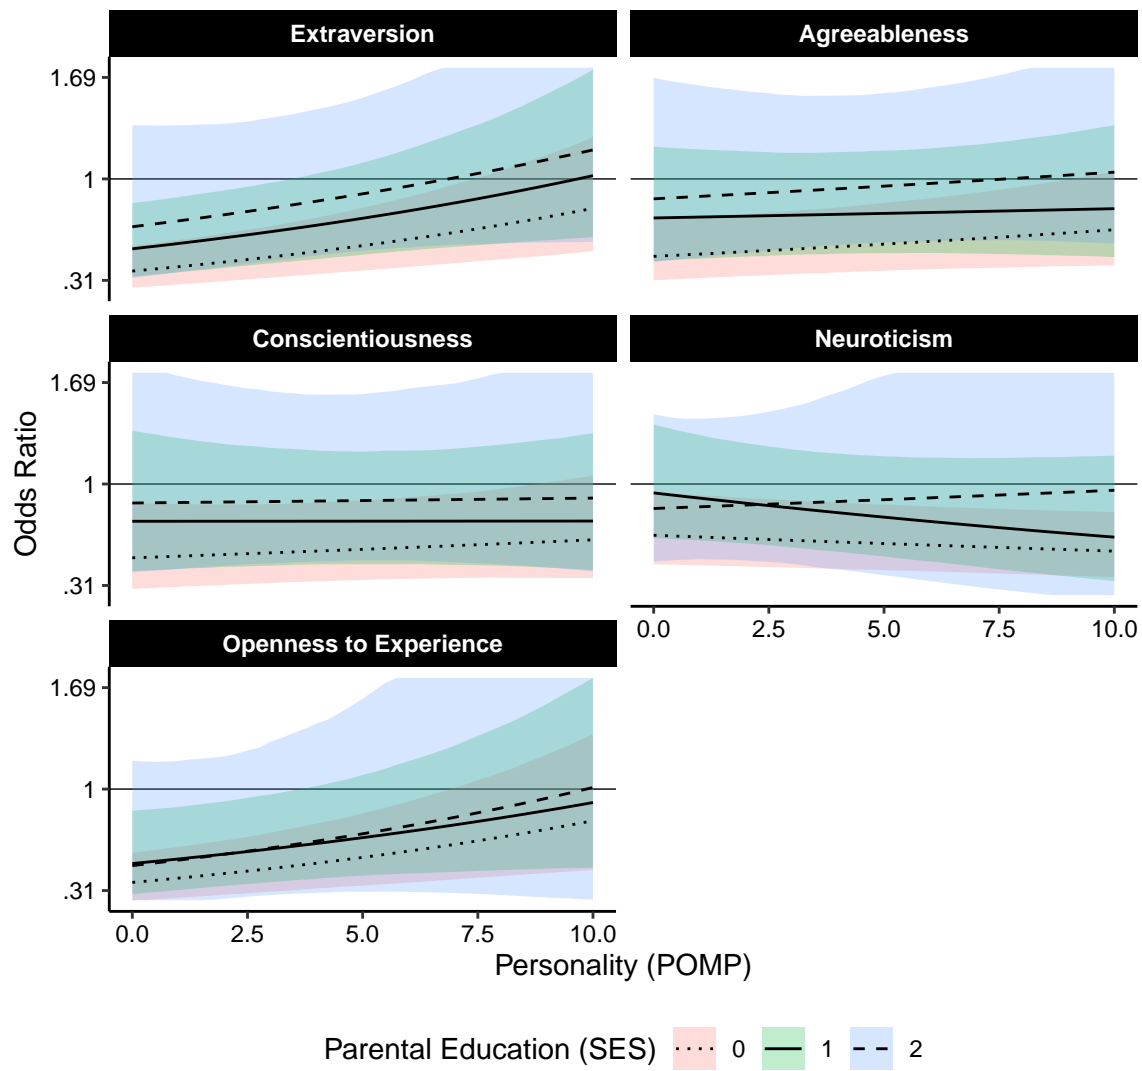 Extraversion
Agreeableness
1.69
1
.31
Conscientiousness
Neuroticism
1.69
1
.31
0.0 2.5 5.0 7.5 10.0
Openness to Experience
1.69
1
.31
0.0 2.5 5.0 7.5 10.0
Odds Ratio
Personality (POMP)
Parental Education (SES) 0 1 2